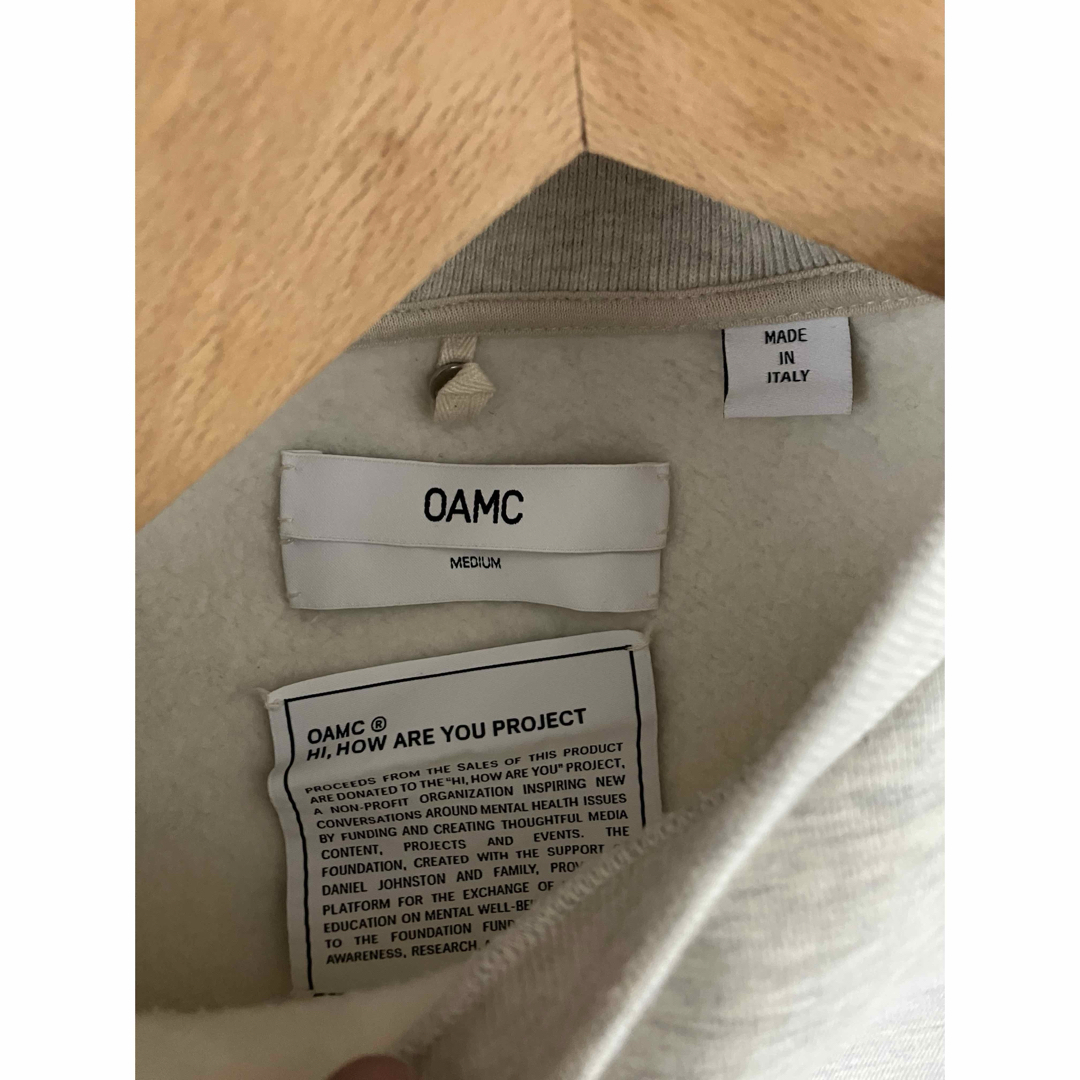 MADE
IN
ITALY
OAMC
MEDIUM
OAMC ®
HI, HOW ARE YOU PROJECT
PROCEEDS FROM THE SALES OF THIS PRODUCT
ARE DONATED TO THE "HI, HOW ARE YOU" PROJECT,
A NON-PROFIT ORGANIZATION INSPIRING NEW
CONVERSATIONS AROUND MENTAL HEALTH ISSUES
BY FUNDING AND CREATING THOUGHTFUL MEDIA
CONTENT, PROJECTS AND EVENTS. THE
FOUNDATION, CREATED WITH THE SUPPORT
DANIEL JOHNSTON AND FAMILY,
PLATFORM FOR THE EXCHANGE OF
EDUCATION ON MENTAL
TO THE FOUNDATION
AWARENESS, RESEARCH